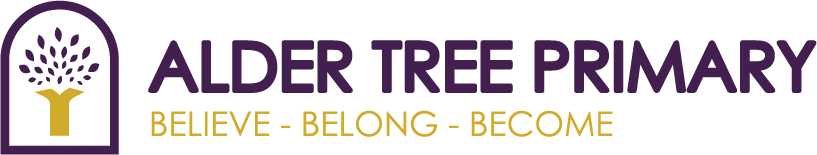 ALDER TREE PRIMARY
BELIEVE - BELONG - BECOME